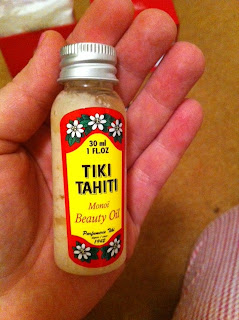 30 ml
1 FL.OZ
TIKI
TAHITI
Monoï
Beauty Oil
Parfumerie Tiki
1942